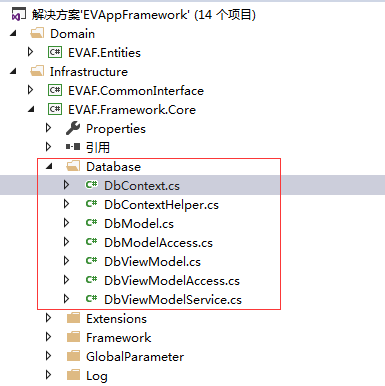 解决方案'EVAppFramework' (14 个项目)
Domain
C# EVAF.Entities
Infrastructure
C# EVAF.CommonInterface
C# EVAF.Framework.Core
Properties
引用
Database
C# DbContext.cs
C# DbContextHelper.cs
C# DbModel.cs
C# DbModelAccess.cs
C# DbViewModel.cs
C# DbViewModelAccess.cs
C# DbViewModelService.cs
Extensions
Framework
GlobalParameter
Log